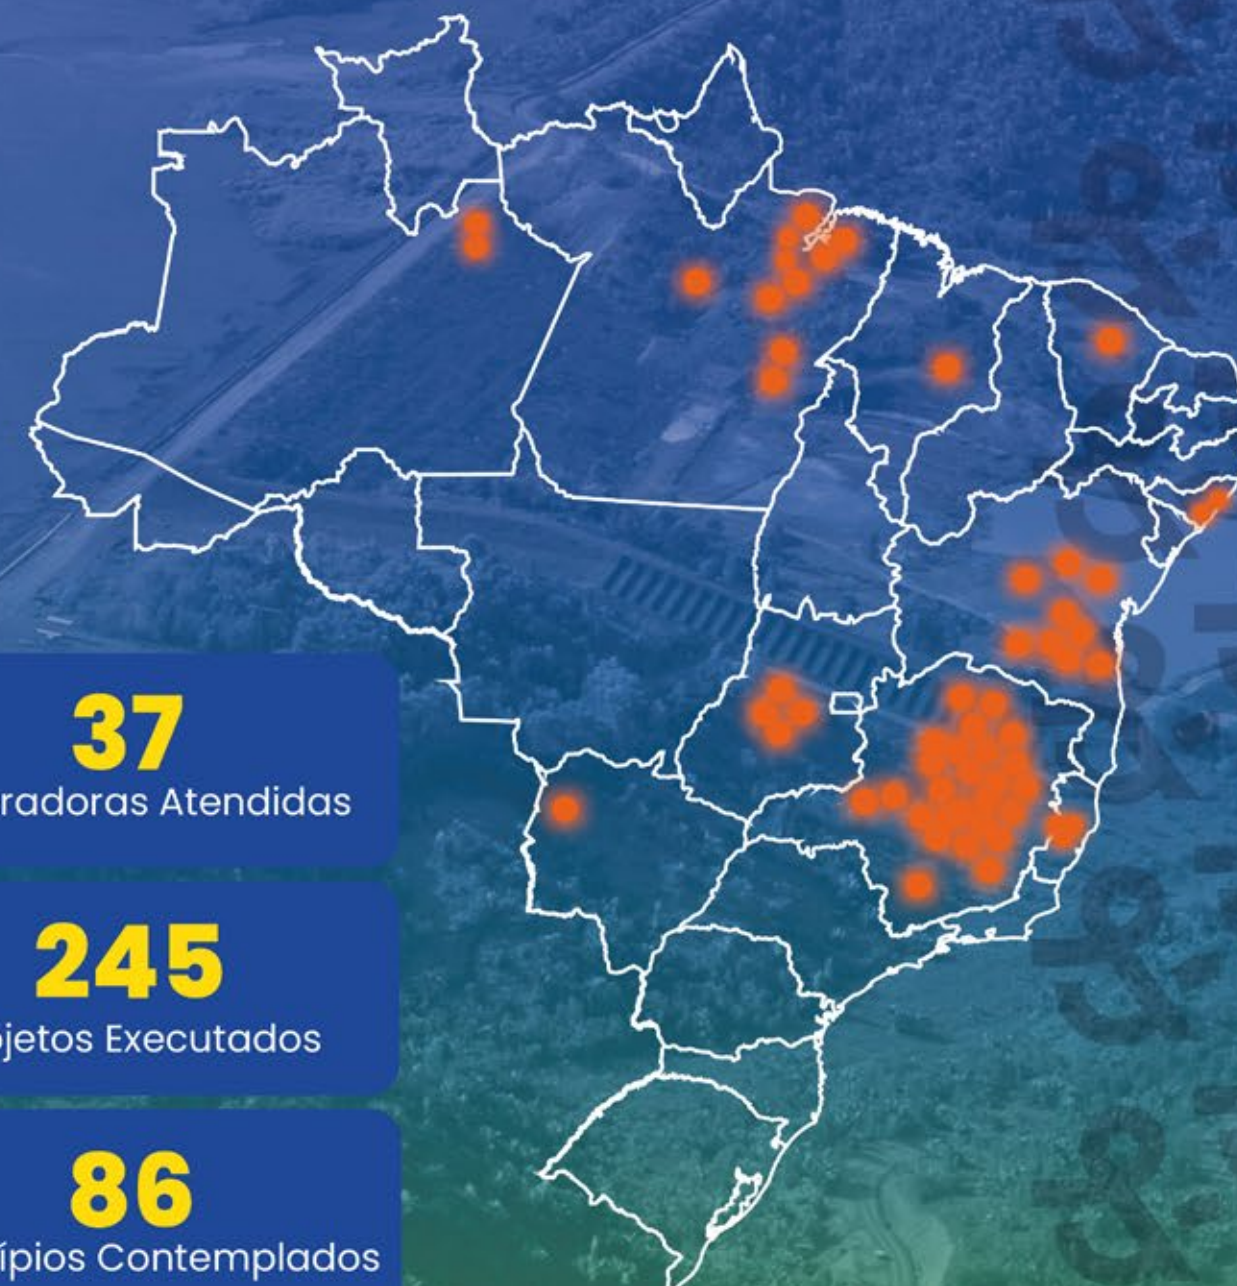 37
radoras Atendidas
245
jetos Executados
86
ípios Contemplados